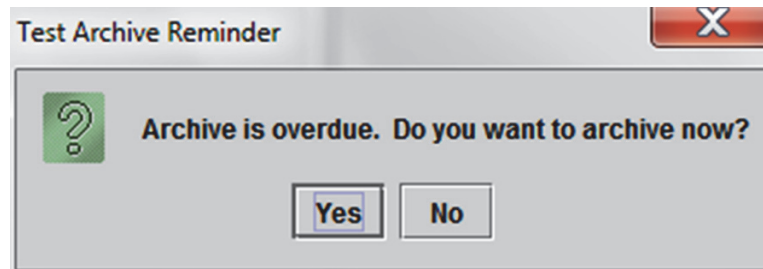 Test Archive Reminder
Archive is overdue. Do you want to archive now?
Yes No